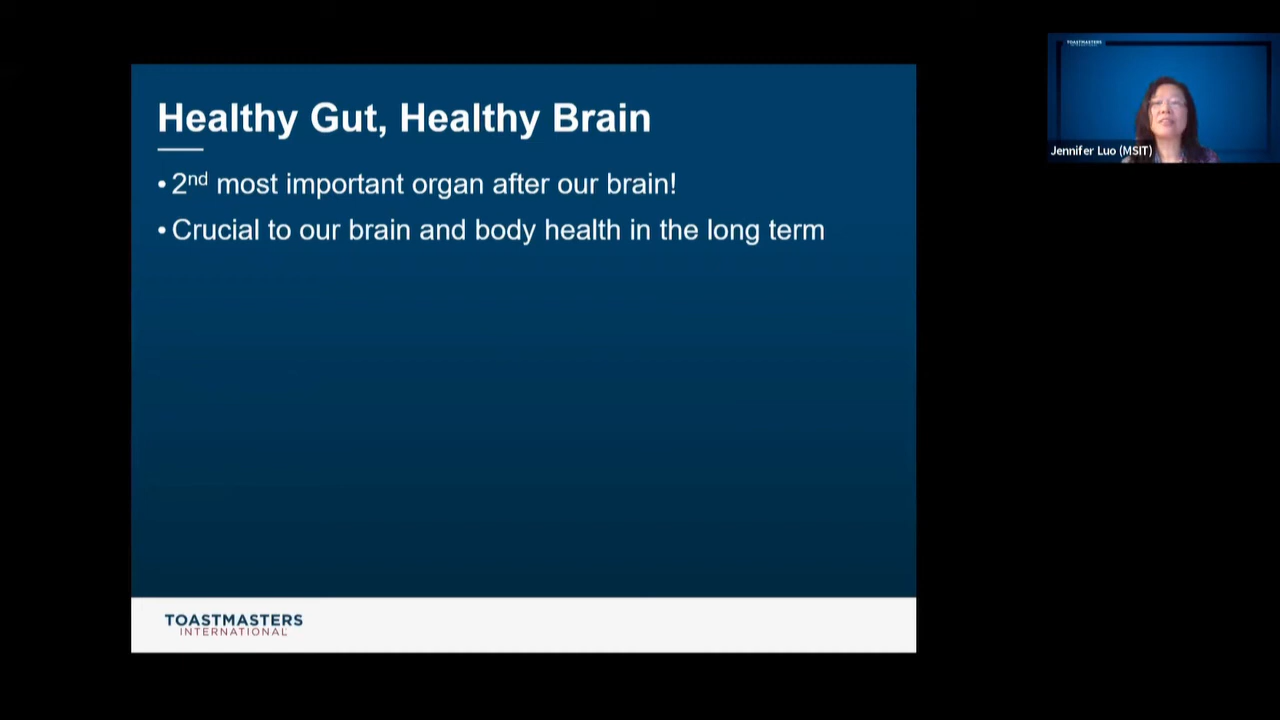 Healthy Gut, Healthy Brain
• 2nd most important organ after our brain!
• Crucial to our brain and body health in the long term
TOASTMASTERS
INTERNATIONAL
TOASTMASTERS
Jennifer Luo (MSIT)